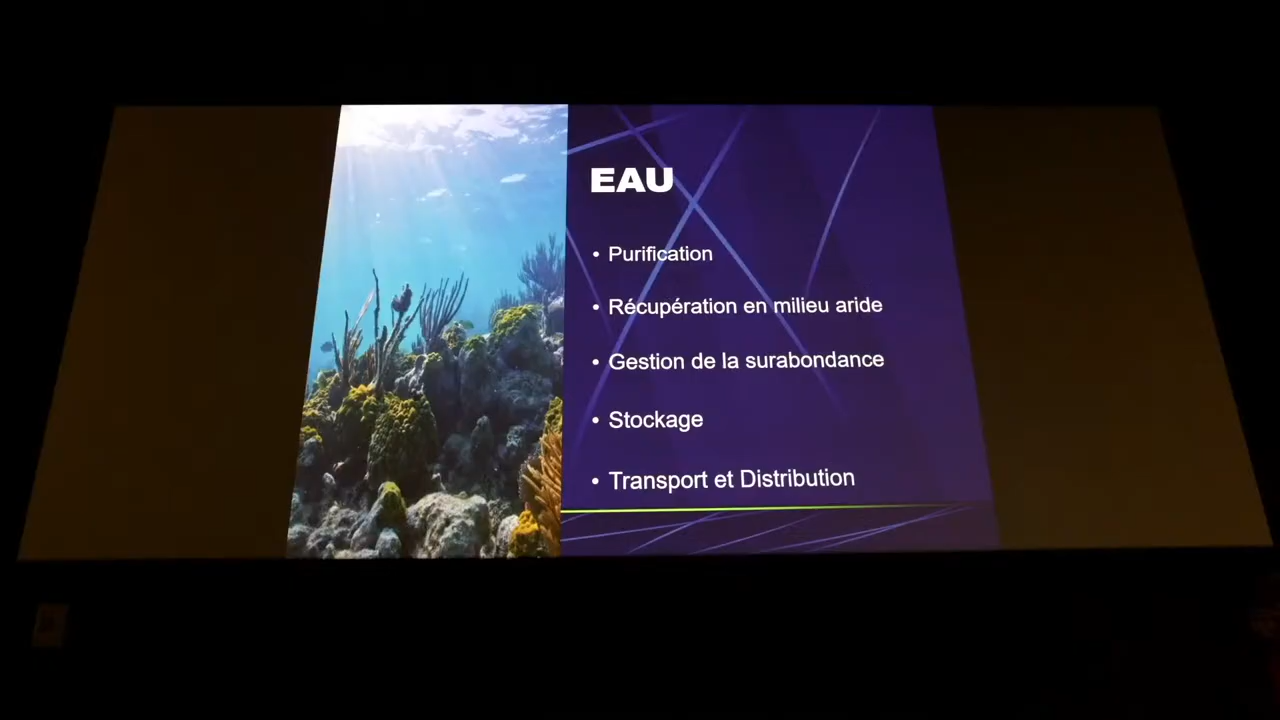 EAU
• Purification
• Récupération en milieu aride
• Gestion de la surabondance
• Stockage
• Transport et Distribution